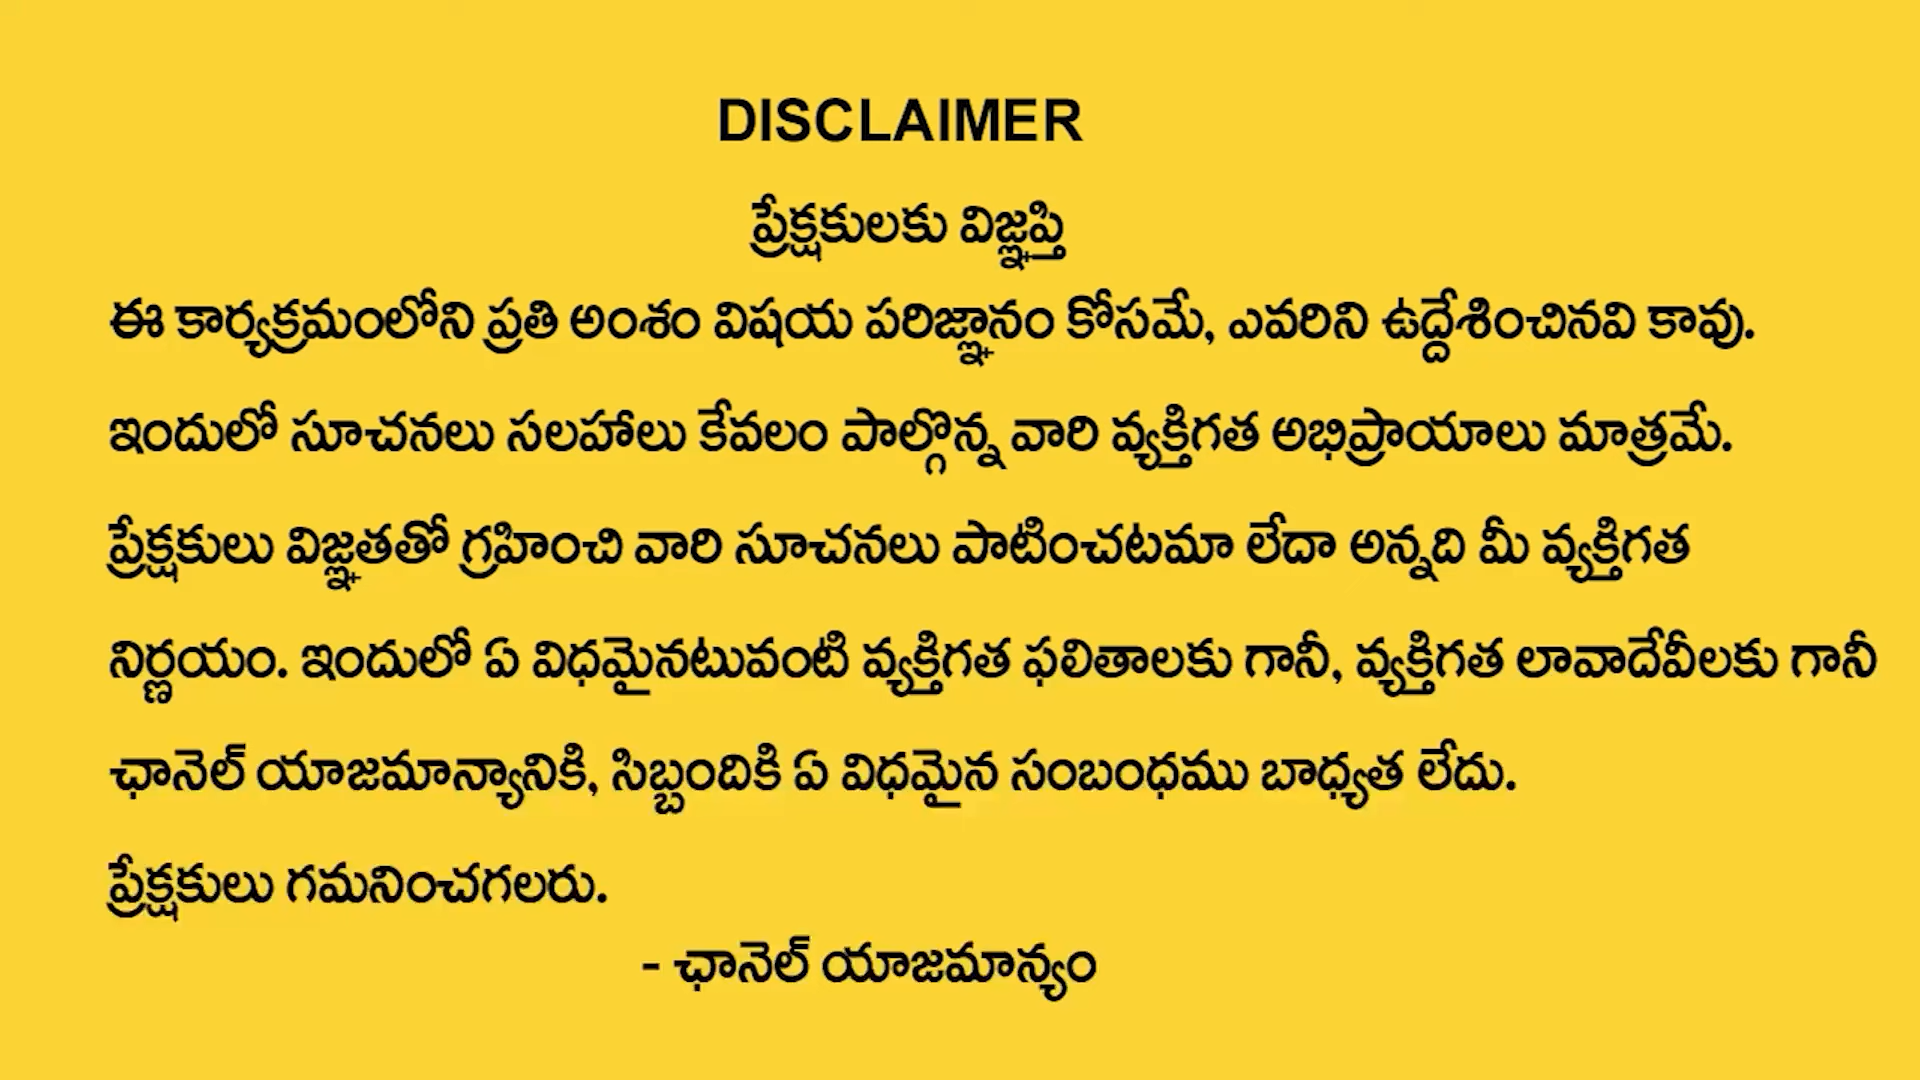 DISCLAIMER
ప్రేక్షకులకు విజ్ఞప్తి
ఈ కార్యక్రమంలోని ప్రతి అంశం విషయ పరిజ్ఞానం కోసమే, ఎవరిని ఉద్దేశించినవి కావు.
ఇందులో సూచనలు సలహాలు కేవలం పాల్గొన్న వారి వ్యక్తిగత అభిప్రాయాలు మాత్రమే.
ప్రేక్షకులు విజ్ఞతతో గ్రహించి వారి సూచనలు పాటించటమా లేదా అన్నది మీ వ్యక్తిగత
నిర్ణయం. ఇందులో ఏ విధమైనటువంటి వ్యక్తిగత ఫలితాలకు గానీ, వ్యక్తిగత లావాదేవీలకు గానీ
ఛానెల్ యాజమాన్యానికి, సిబ్బందికి ఏ విధమైన సంబంధము బాధ్యత లేదు.
ప్రేక్షకులు గమనించగలరు.
- ఛానెల్ యాజమాన్యం